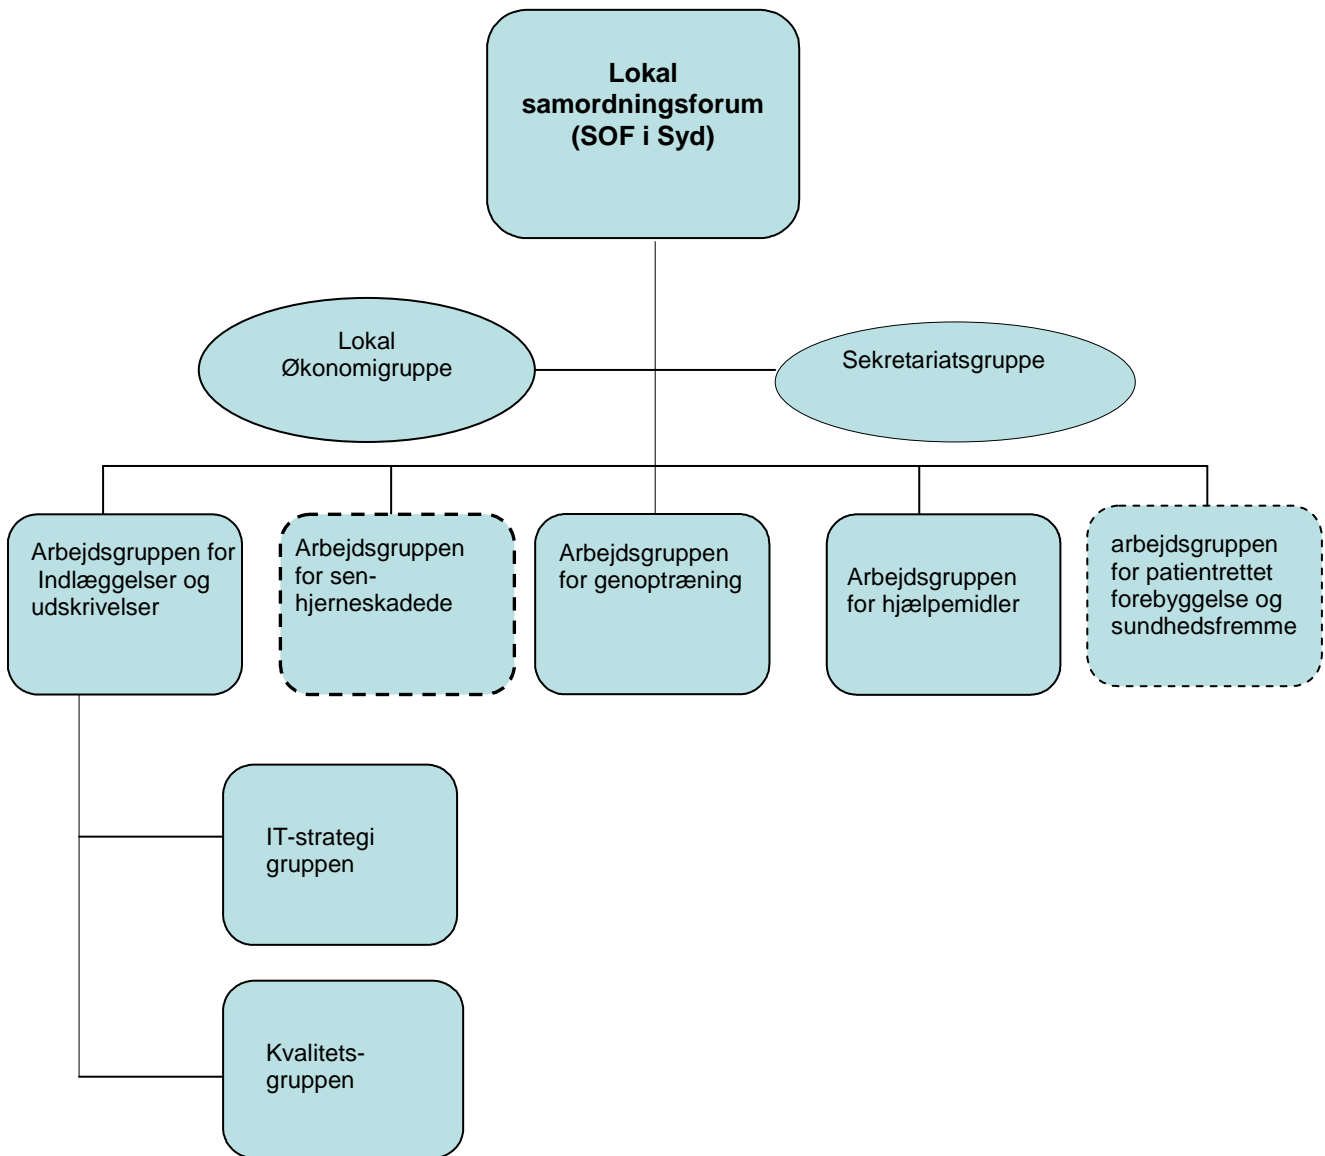 Lokal
samordningsforum
(SOF i Syd)
Lokal
Økonomigruppe
Sekretariatsgruppe
Arbejdsgruppen for
Indlæggelser og
udskrivelser
Arbejdsgruppen
for sen-
hjerneskadede
Arbejdsgruppen
for genoptræning
Arbejdsgruppen
for hjælpemidler
arbejdsgruppen
for patientrettet
forebyggelse og
sundhedsfremme
IT-strategi
gruppen
Kvalitets-
gruppen